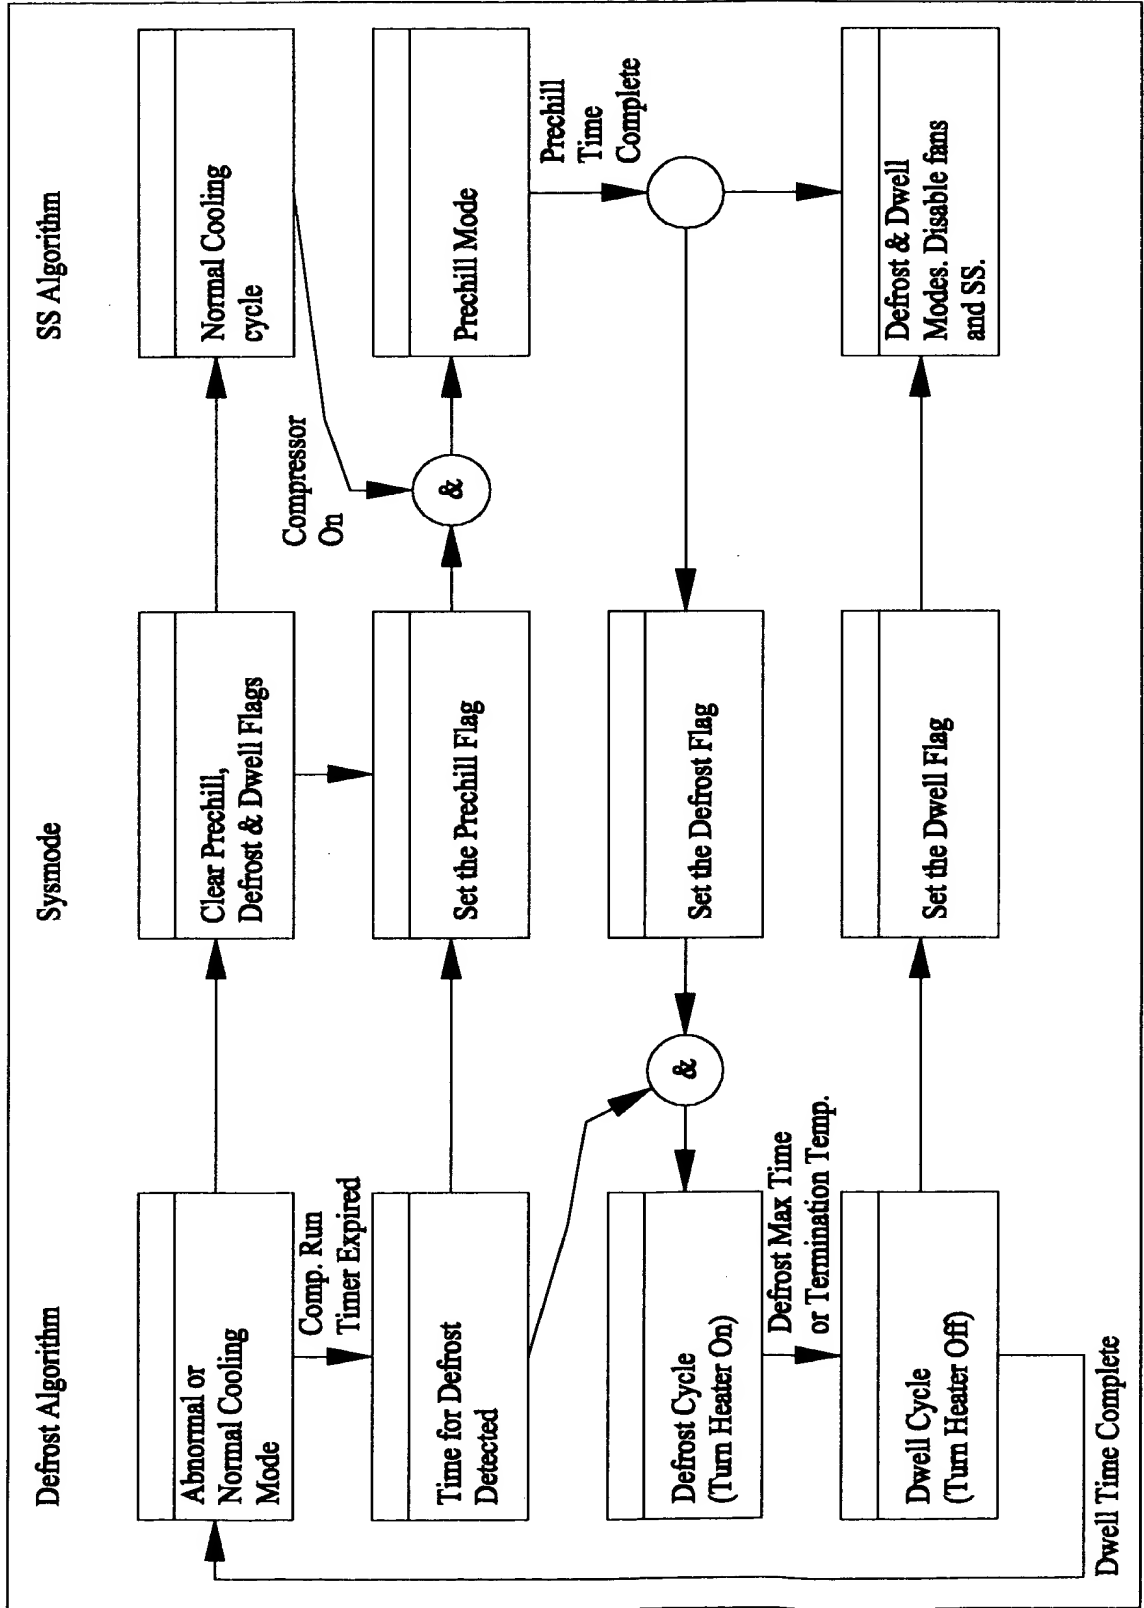 Defrost Algorithm
Sysmode
SS Algorithm
Abnormal or
Normal Cooling
Mode
Clear Prechill,
Defrost & Dwell Flags
Normal Cooling
cycle
Comp. Run
Timer Expired
Compressor
On
Time for Defrost
Detected
Set the Prechill Flag
&
Prechill Mode
Prechill
Time
Complete
Defrost Cycle
(Turn Heater On)
&
Set the Defrost Flag
Defrost Max Time
or Termination Temp.
Dwell Cycle
(Turn Heater Off)
Set the Dwell Flag
Defrost & Dwell
Modes. Disable fans
and SS.
Dwell Time Complete